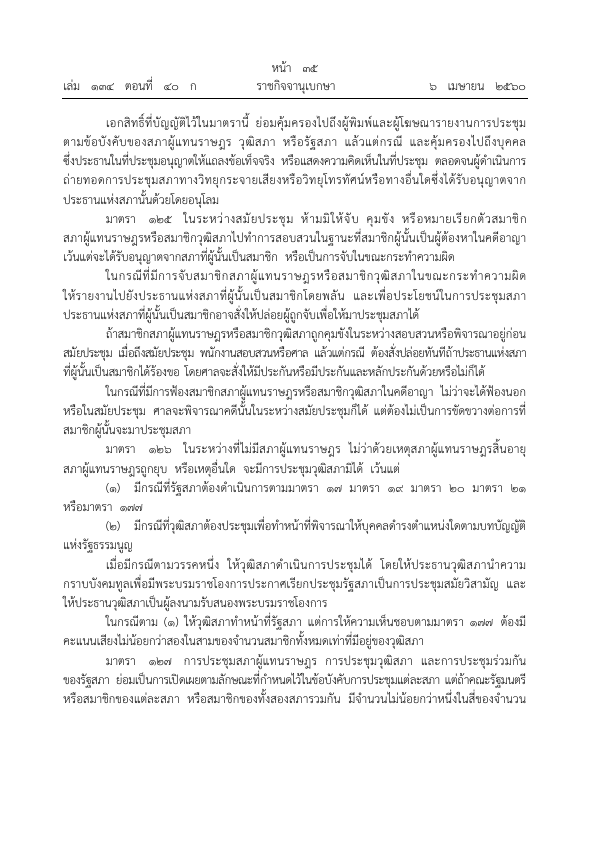 หน้า ๓๕
เล่ม ๑๓๔ ตอนที่ ๔๐ ก ราชกิจจานุเบกษา ๖ เมษายน ๒๕๖๐
เอกสิทธิ์ที่บัญญัติไว้ในมาตรานี้ ย่อมคุ้มครองไปถึงผู้พิมพ์และผู้โฆษณารายงานการประชุม
ตามข้อบังคับของสภาผู้แทนราษฎร วุฒิสภา หรือรัฐสภา แล้วแต่กรณี และคุ้มครองไปถึงบุคคล
ซึ่งประธานในที่ประชุมอนุญาตให้แถลงข้อเท็จจริง หรือแสดงความคิดเห็นในที่ประชุม ตลอดจนผู้ดำเนินการ
ถ่ายทอดการประชุมสภาทางวิทยุกระจายเสียงหรือวิทยุโทรทัศน์หรือทางอื่นใดซึ่งได้รับอนุญาตจาก
ประธานแห่งสภานั้นด้วยโดยอนุโลม
มาตรา ๑๒๕ ในระหว่างสมัยประชุม ห้ามมิให้จับ คุมขัง หรือหมายเรียกตัวสมาชิก
สภาผู้แทนราษฎรหรือสมาชิกวุฒิสภาไปทำการสอบสวนในฐานะที่สมาชิกผู้นั้นเป็นผู้ต้องหาในคดีอาญา
เว้นแต่จะได้รับอนุญาตจากสภาที่ผู้นั้นเป็นสมาชิก หรือเป็นการจับในขณะกระทำความผิด
ในกรณีที่มีการจับสมาชิกสภาผู้แทนราษฎรหรือสมาชิกวุฒิสภาในขณะกระทำความผิด
ให้รายงานไปยังประธานแห่งสภาที่ผู้นั้นเป็นสมาชิกโดยพลัน และเพื่อประโยชน์ในการประชุมสภา
ประธานแห่งสภาที่ผู้นั้นเป็นสมาชิกอาจสั่งให้ปล่อยผู้ถูกจับเพื่อให้มาประชุมสภาได้
ถ้าสมาชิกสภาผู้แทนราษฎรหรือสมาชิกวุฒิสภาถูกคุมขังในระหว่างสอบสวนหรือพิจารณาอยู่ก่อน
สมัยประชุม เมื่อถึงสมัยประชุม พนักงานสอบสวนหรือศาล แล้วแต่กรณี ต้องสั่งปล่อยทันทีถ้าประธานแห่งสภา
ที่ผู้นั้นเป็นสมาชิกได้ร้องขอ โดยศาลจะสั่งให้มีประกันหรือมีประกันและหลักประกันด้วยหรือไม่ก็ได้
ในกรณีที่มีการฟ้องสมาชิกสภาผู้แทนราษฎรหรือสมาชิกวุฒิสภาในคดีอาญา ไม่ว่าจะได้ฟ้องนอก
หรือในสมัยประชุม ศาลจะพิจารณาคดีนั้นในระหว่างสมัยประชุมก็ได้ แต่ต้องไม่เป็นการขัดขวางต่อการที่
สมาชิกผู้นั้นจะมาประชุมสภา
มาตรา ๑๒๖ ในระหว่างที่ไม่มีสภาผู้แทนราษฎร ไม่ว่าด้วยเหตุสภาผู้แทนราษฎรสิ้นอายุ
สภาผู้แทนราษฎรถูกยุบ หรือเหตุอื่นใด จะมีการประชุมวุฒิสภามิได้ เว้นแต่
(๑) มีกรณีที่รัฐสภาต้องดำเนินการตามมาตรา ๑๗ มาตรา ๑๙ มาตรา ๒๐ มาตรา ๒๑
หรือมาตรา ๑๗๗
(๒) มีกรณีที่วุฒิสภาต้องประชุมเพื่อทำหน้าที่พิจารณาให้บุคคลดำรงตำแหน่งใดตามบทบัญญัติ
แห่งรัฐธรรมนูญ
เมื่อมีกรณีตามวรรคหนึ่ง ให้วุฒิสภาดำเนินการประชุมได้ โดยให้ประธานวุฒิสภานำความ
กราบบังคมทูลเพื่อมีพระบรมราชโองการประกาศเรียกประชุมรัฐสภาเป็นการประชุมสมัยวิสามัญ และ
ให้ประธานวุฒิสภาเป็นผู้ลงนามรับสนองพระบรมราชโองการ
ในกรณีตาม (๑) ให้วุฒิสภาทำหน้าที่รัฐสภา แต่การให้ความเห็นชอบตามมาตรา ๑๗๗ ต้องมี
คะแนนเสียงไม่น้อยกว่าสองในสามของจำนวนสมาชิกทั้งหมดเท่าที่มีอยู่ของวุฒิสภา
มาตรา ๑๒๗ การประชุมสภาผู้แทนราษฎร การประชุมวุฒิสภา และการประชุมร่วมกัน
ของรัฐสภา ย่อมเป็นการเปิดเผยตามลักษณะที่กำหนดไว้ในข้อบังคับการประชุมแต่ละสภา แต่ถ้าคณะรัฐมนตรี
หรือสมาชิกของแต่ละสภา หรือสมาชิกของทั้งสองสภารวมกัน มีจำนวนไม่น้อยกว่าหนึ่งในสี่ของจำนวน